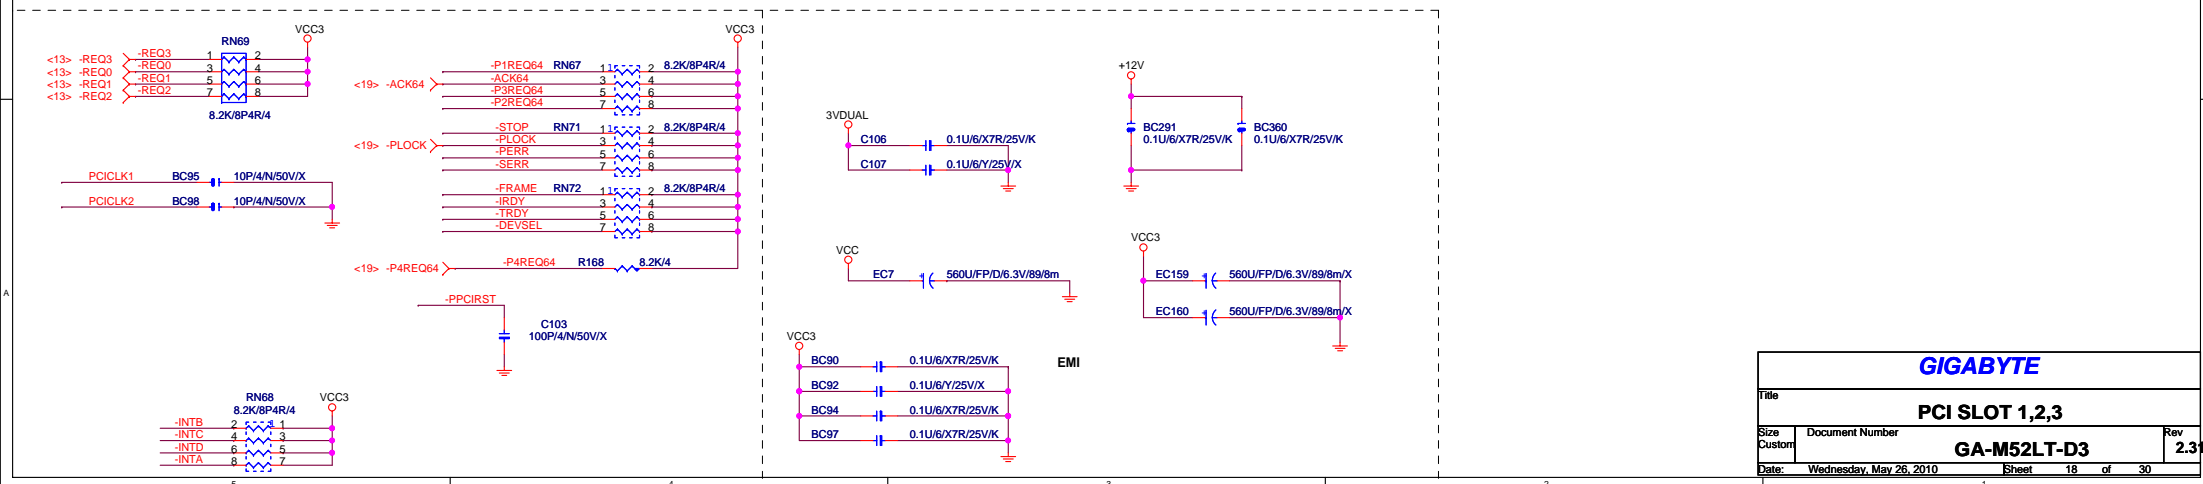 VCC3
RN69
<13> -REQ3 -REQ3 1 2
<13> -REQ0 -REQ0 3 4
<13> -REQ1 -REQ1 5 6
<13> -REQ2 -REQ2 7 8
8.2K/8P4R/4
PCICLK1 BC95 10P/4/N/50V/X
PCICLK2 BC98 10P/4/N/50V/X
RN68 VCC3
8.2K/8P4R/4
-INTB 2 1 1
-INTC 4 3
-INTD 6 5
-INTA 8 7
VCC3
-P1REQ64 RN67 1 1 2 8.2K/8P4R/4
<19> -ACK64 -ACK64 3 4
-P3REQ64 5 6
-P2REQ64 7 8
-STOP RN71 1 1 2 8.2K/8P4R/4
<19> -PLOCK -PLOCK 3 4
-PERR 5 6
-SERR 7 8
-FRAME RN72 1 1 2 8.2K/8P4R/4
-IRDY 3 4
-TRDY 5 6
-DEVSEL 7 8
<19> -P4REQ64 -P4REQ64 R168 8.2K/4
-PPCIRST
C103
100P/4/N/50V/X
3VDUAL
C106 0.1U/6/X7R/25V/K
C107 0.1U/6/Y/25V/X
+12V
BC291 BC360
0.1U/6/X7R/25V/K 0.1U/6/X7R/25V/K
VCC
EC7 560U/FP/D/6.3V/89/8m
VCC3
EC159 560U/FP/D/6.3V/89/8m/X
EC160 560U/FP/D/6.3V/89/8m/X
VCC3
BC90 0.1U/6/X7R/25V/K
BC92 0.1U/6/Y/25V/X
BC94 0.1U/6/X7R/25V/K
BC97 0.1U/6/X7R/25V/K
EMI
A
GIGABYTE
Title
PCI SLOT 1,2,3
Size Document Number Rev
Custom GA-M52LT-D3 2.31
Date: Wednesday, May 26, 2010 Sheet 18 of 30